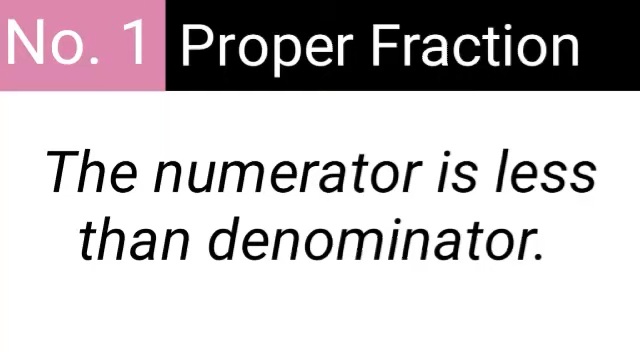 No. 1 Proper Fraction
The numerator is less
than denominator.